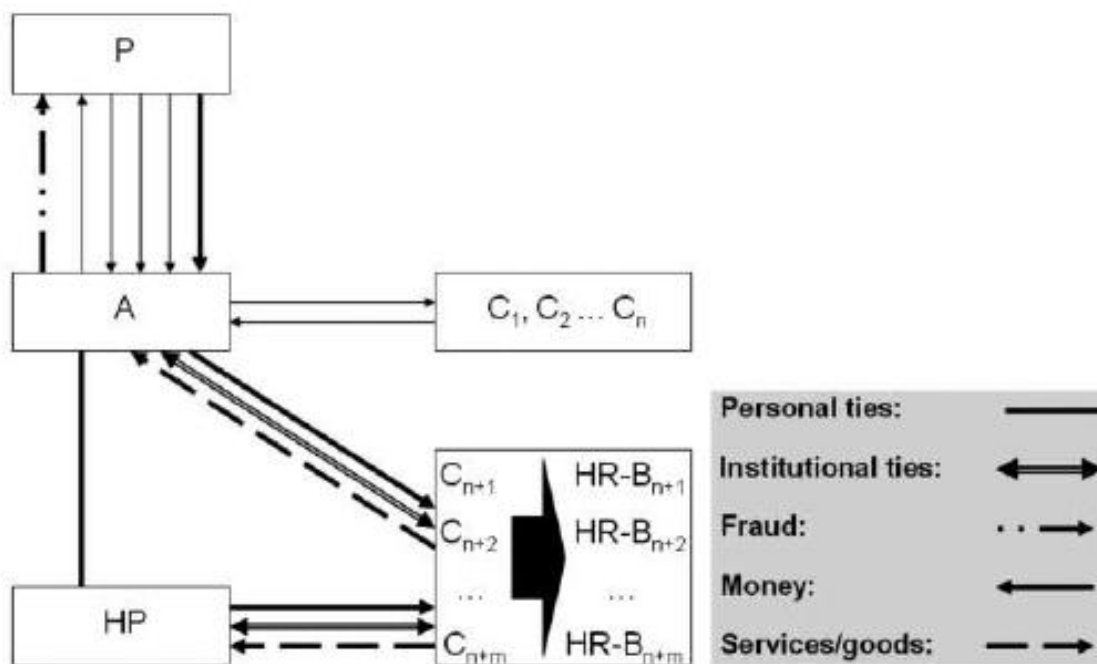 P
A
C₁, C₂ ... Cₙ
Cₙ₊₁ HR-Bₙ₊₁
Cₙ₊₂ HR-Bₙ₊₂
... ...
Cₙ₊ₘ HR-Bₙ₊ₘ
HP
Personal ties:
Institutional ties:
Fraud:
Money:
Services/goods: